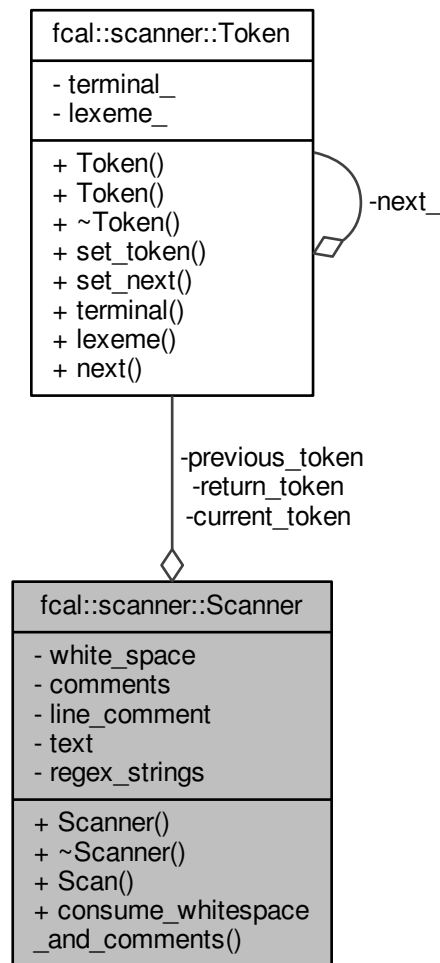 fcal::scanner::Token
- terminal_
- lexeme_
+ Token()
+ Token()
+ ~Token()
+ set_token()
+ set_next()
+ terminal()
+ lexeme()
+ next()
-next_
-previous_token
-return_token
-current_token
fcal::scanner::Scanner
- white_space
- comments
- line_comment
- text
- regex_strings
+ Scanner()
+ ~Scanner()
+ Scan()
+ consume_whitespace
_and_comments()